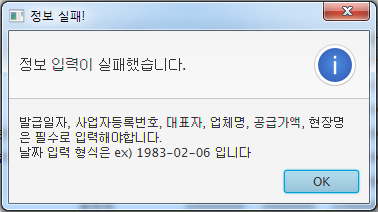 정보 실패!
정보 입력이 실패했습니다.
발급일자, 사업자등록번호, 대표자, 업체명, 공급가액, 현장명
은 필수로 입력해야합니다.
날짜 입력 형식은 ex) 1983-02-06 입니다
OK